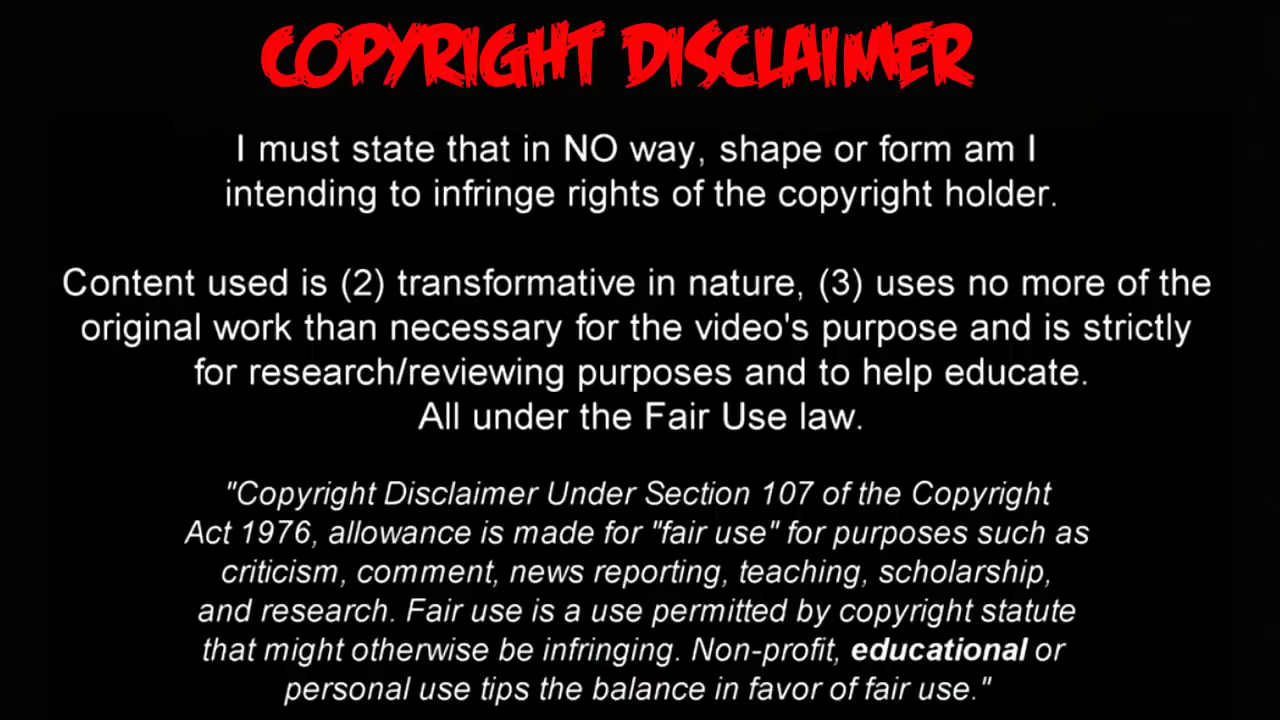 COPYRIGHT DISCLAIMER
I must state that in NO way, shape or form am I
intending to infringe rights of the copyright holder.
Content used is (2) transformative in nature, (3) uses no more of the
original work than necessary for the video's purpose and is strictly
for research/reviewing purposes and to help educate.
All under the Fair Use law.
"Copyright Disclaimer Under Section 107 of the Copyright
Act 1976, allowance is made for "fair use" for purposes such as
criticism, comment, news reporting, teaching, scholarship,
and research. Fair use is a use permitted by copyright statute
that might otherwise be infringing. Non-profit, educational or
personal use tips the balance in favor of fair use."